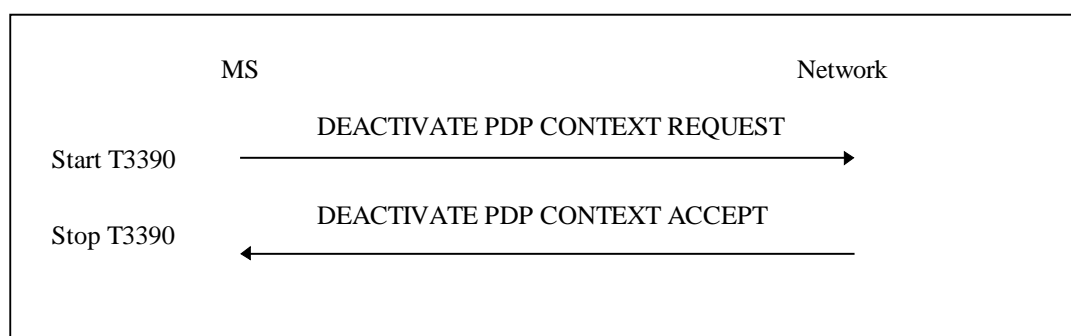 MS Network
DEACTIVATE PDP CONTEXT REQUEST
Start T3390
DEACTIVATE PDP CONTEXT ACCEPT
Stop T3390